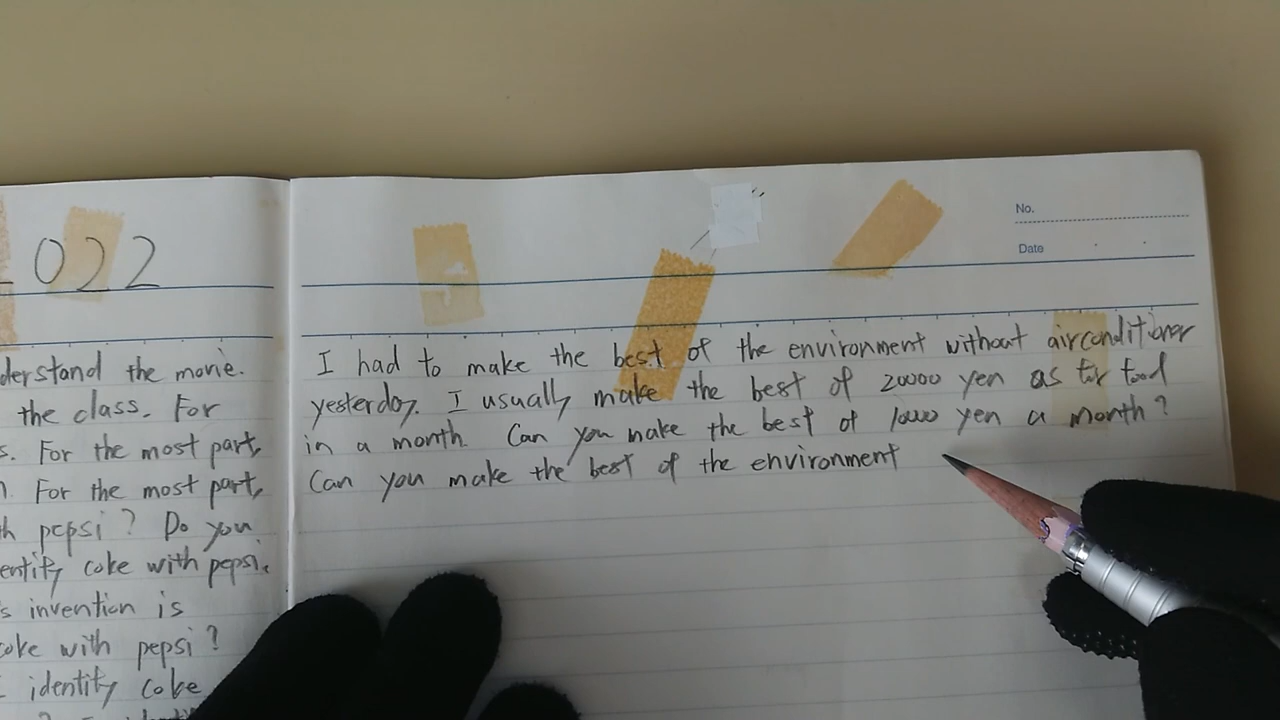 022
derstand the movie.
the class. For
s. For the most part,
n. For the most part,
th pepsi? Do you
entify coke with pepsi.
's invention is
coke with pepsi?
I identify coke
No.
Date
I had to make the best of the environment without airconditioner
yesterday. I usually make the best of 20000 yen as for food
in a month. Can you make the best of 1000 yen a month?
Can you make the best of the environment